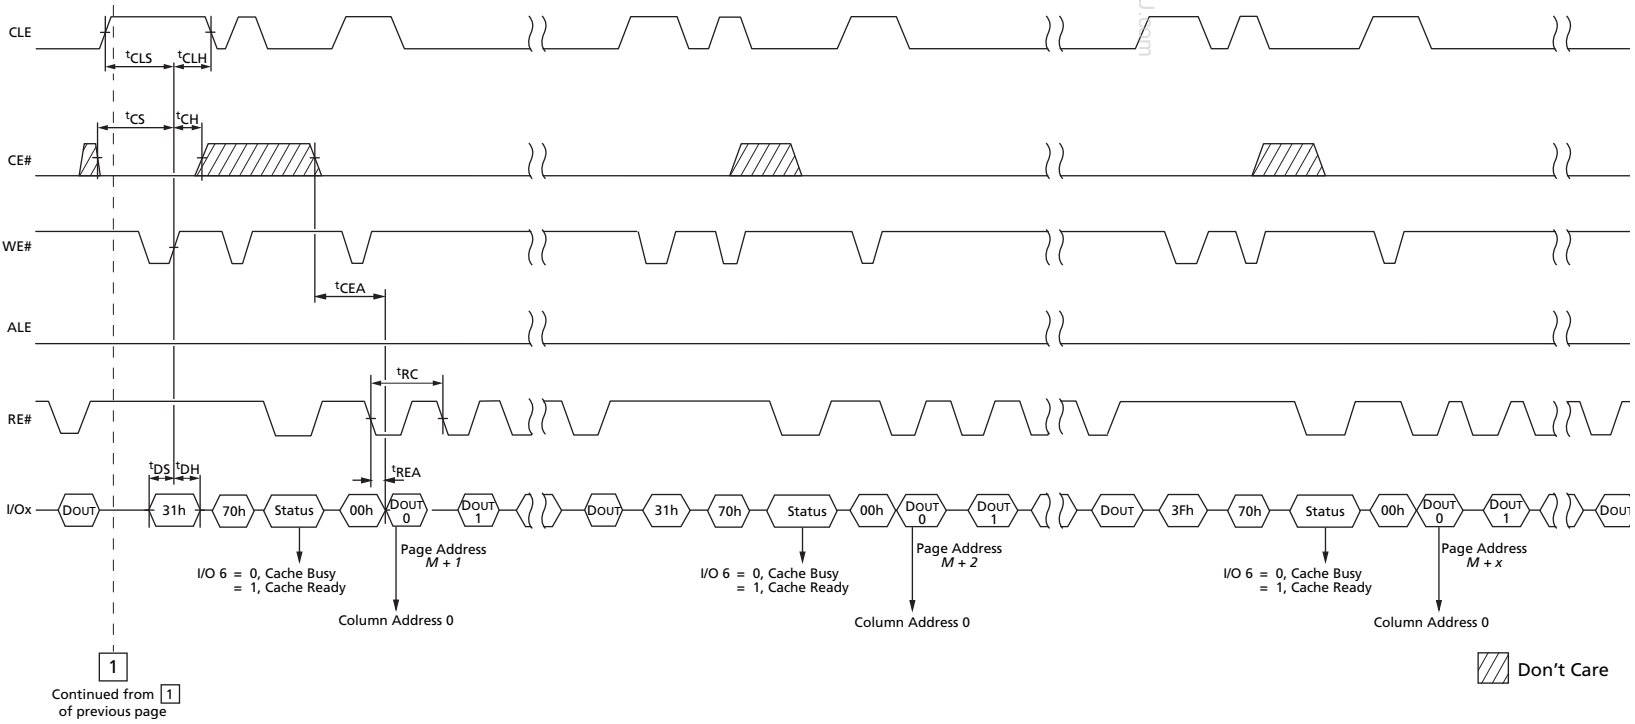 J.com
CLE
tCLS tCLH
tCS tCH
CE#
WE#
tCEA
ALE
tRC
RE#
tDS tDH
tREA
I/Ox DOUT 31h 70h Status 00h DOUT 0 DOUT 1 DOUT 31h 70h Status 00h DOUT 0 DOUT 1 DOUT 3Fh 70h Status 00h DOUT 0 DOUT 1 DOUT
Page Address
M + 1
I/O 6 = 0, Cache Busy
= 1, Cache Ready
Column Address 0
Page Address
M + 2
I/O 6 = 0, Cache Busy
= 1, Cache Ready
Column Address 0
Page Address
M + x
I/O 6 = 0, Cache Busy
= 1, Cache Ready
Column Address 0
1
Continued from 1
of previous page
Don't Care